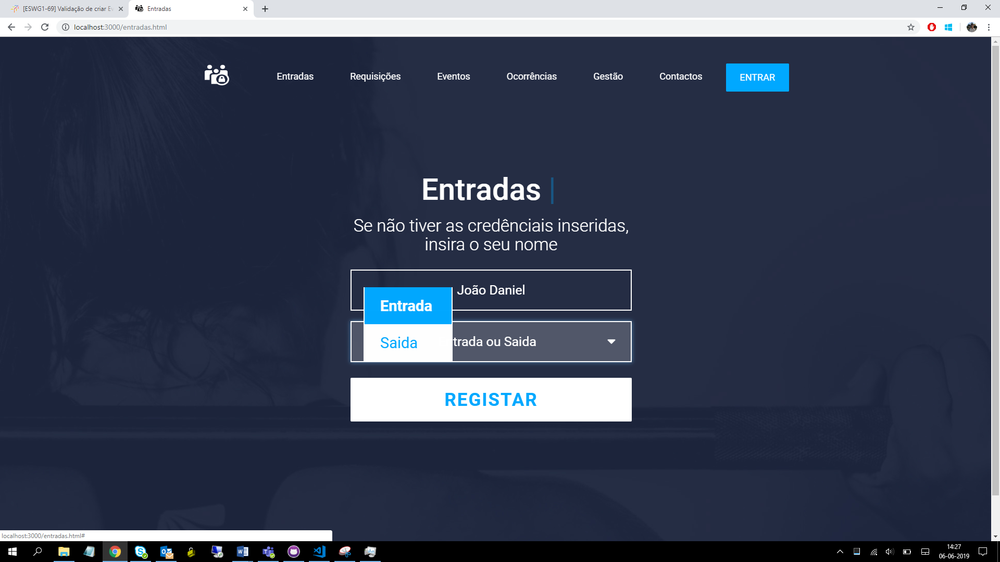 [ESWG1-69] Validação de criar Ev
Entradas
localhost:3000/entradas.html
Entradas
Requisições
Eventos
Ocorrências
Gestão
Contactos
ENTRAR
Entradas |
Se não tiver as credênciais inseridas,
insira o seu nome
João Daniel
Entrada
Saida
trada ou Saida
REGISTAR
localhost:3000/entradas.html#
14:27
06-06-2019